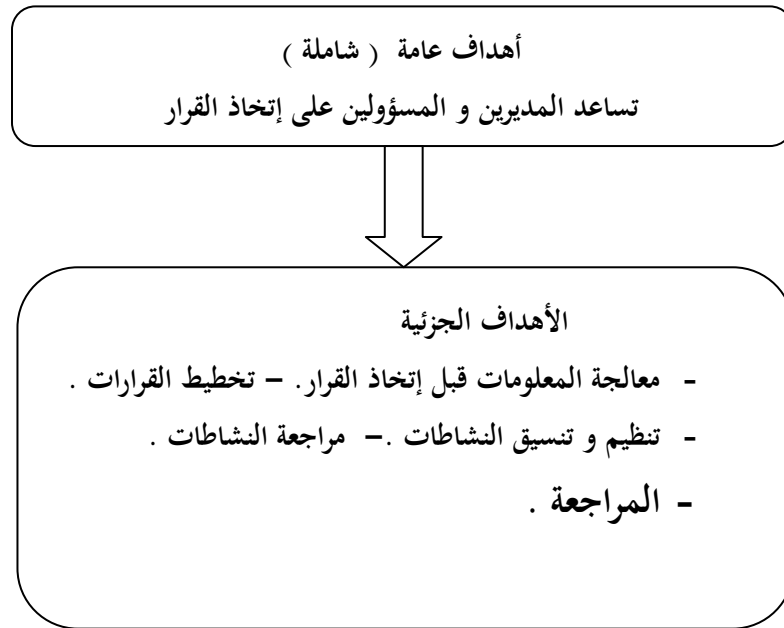 أهداف عامة ( شاملة )
تساعد المديرين و المسؤولين على إتخاذ القرار
الأهداف الجزئية
- معالجة المعلومات قبل إتخاذ القرار. – تخطيط القرارات .
- تنظيم و تنسيق النشاطات .– مراجعة النشاطات .
- المراجعة .